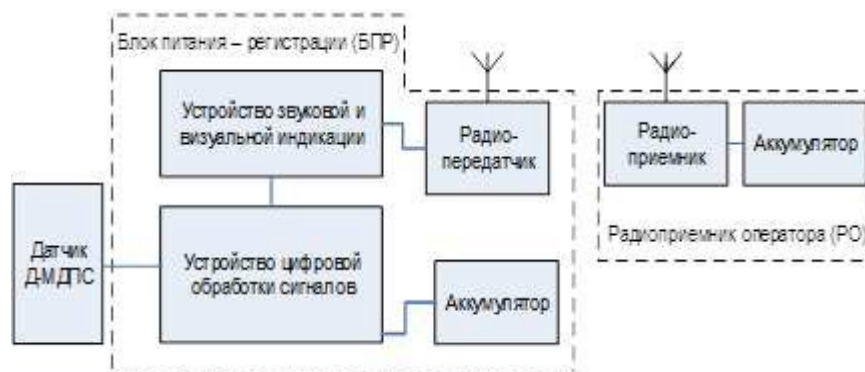 Блок питания – регистрации (БПР)
Устройство звуковой и
визуальной индикации
Радио-
передатчик
Радио-
приемник
Аккумулятор
Датчик
Д-МДПС
Устройство цифровой
обработки сигналов
Аккумулятор
Радиоприемник оператора (РО)